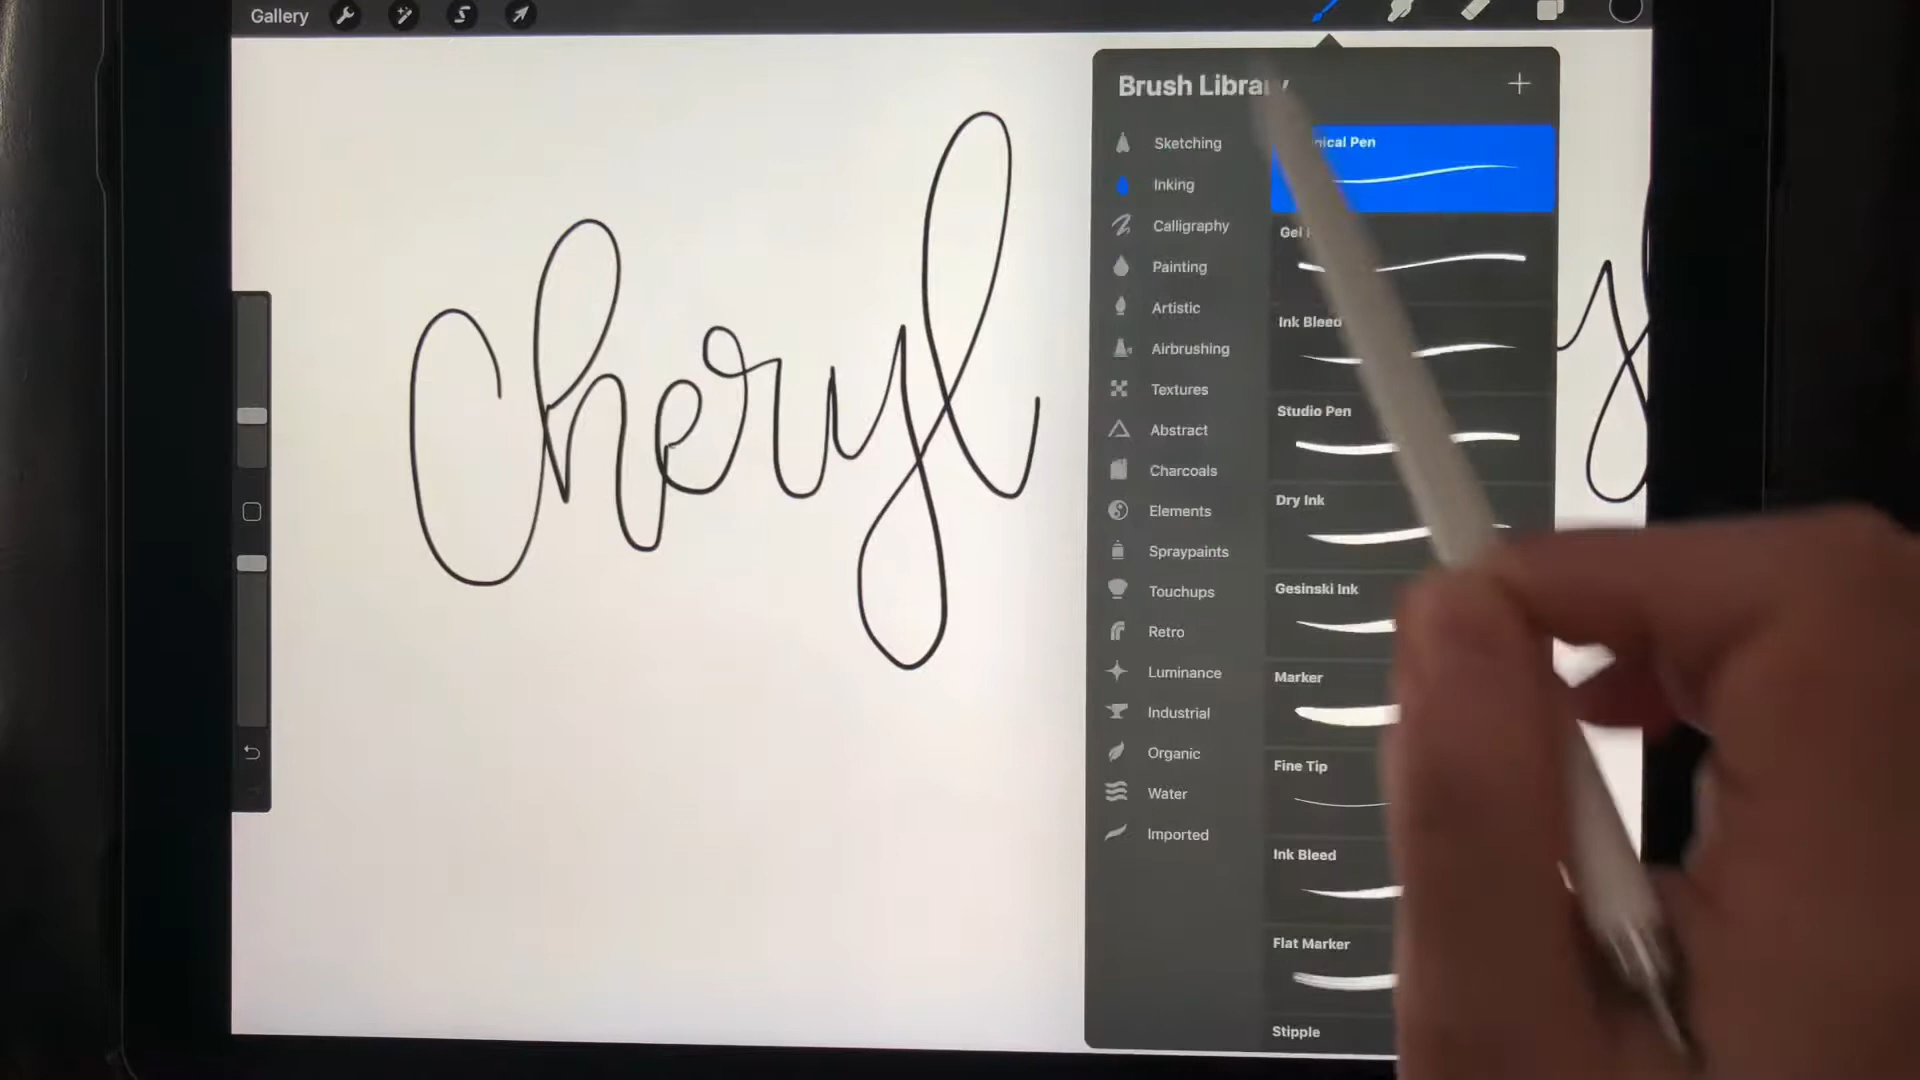 Gallery
Brush Library
Cheryl
Sketching
Inking
Calligraphy
Painting
Artistic
Airbrushing
Textures
Abstract
Charcoals
Elements
Spraypaints
Touchups
Retro
Luminance
Industrial
Organic
Water
Imported
Pen
Gel
Ink Bleed
Studio Pen
Dry Ink
Gesinski Ink
Marker
Fine Tip
Ink Bleed
Flat Marker
Stipple